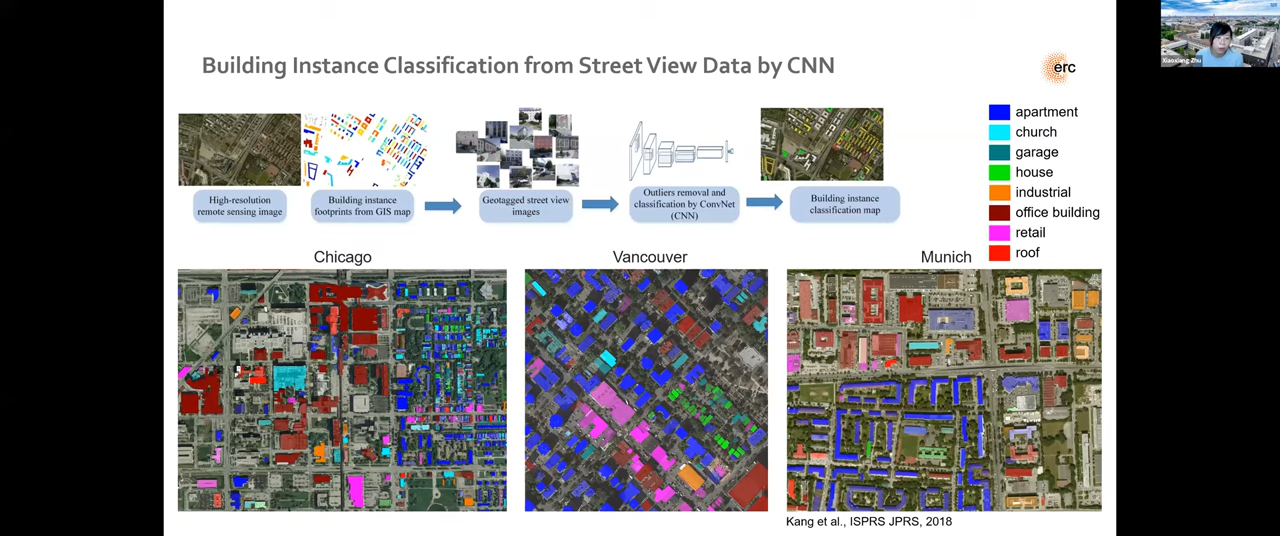 Building Instance Classification from Street View Data by CNN
erc
Xiaoxiang Zhu
High-resolution
remote sensing image
Building instance
footprints from GIS map
Geotagged street view
images
Outliers removal and
classification by ConvNet
(CNN)
Building instance
classification map
apartment
church
garage
house
industrial
office building
retail
roof
Chicago
Vancouver
Munich
Kang et al., ISPRS JPRS, 2018